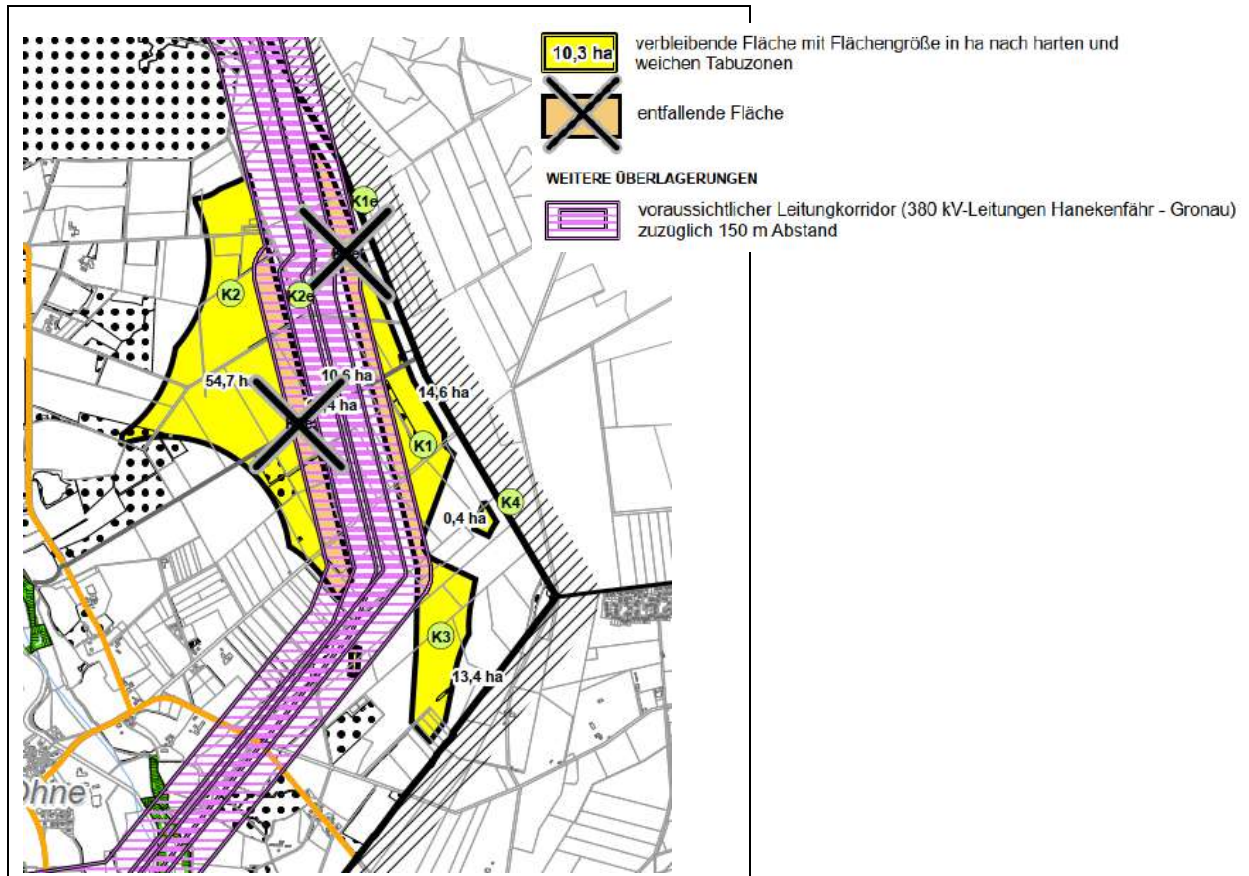 10,3 ha
verbleibende Fläche mit Flächengröße in ha nach harten und
weichen Tabuzonen
entfallende Fläche
WEITERE ÜBERLAGERUNGEN
voraussichtlicher Leitungkorridor (380 kV-Leitungen Hanekenfähr - Gronau)
zuzüglich 150 m Abstand
K1e
K2
K2e
54,7 h
10,6 ha
4 ha
14,6 ha
K1
K4
0,4 ha
K3
13,4 ha
Ohne